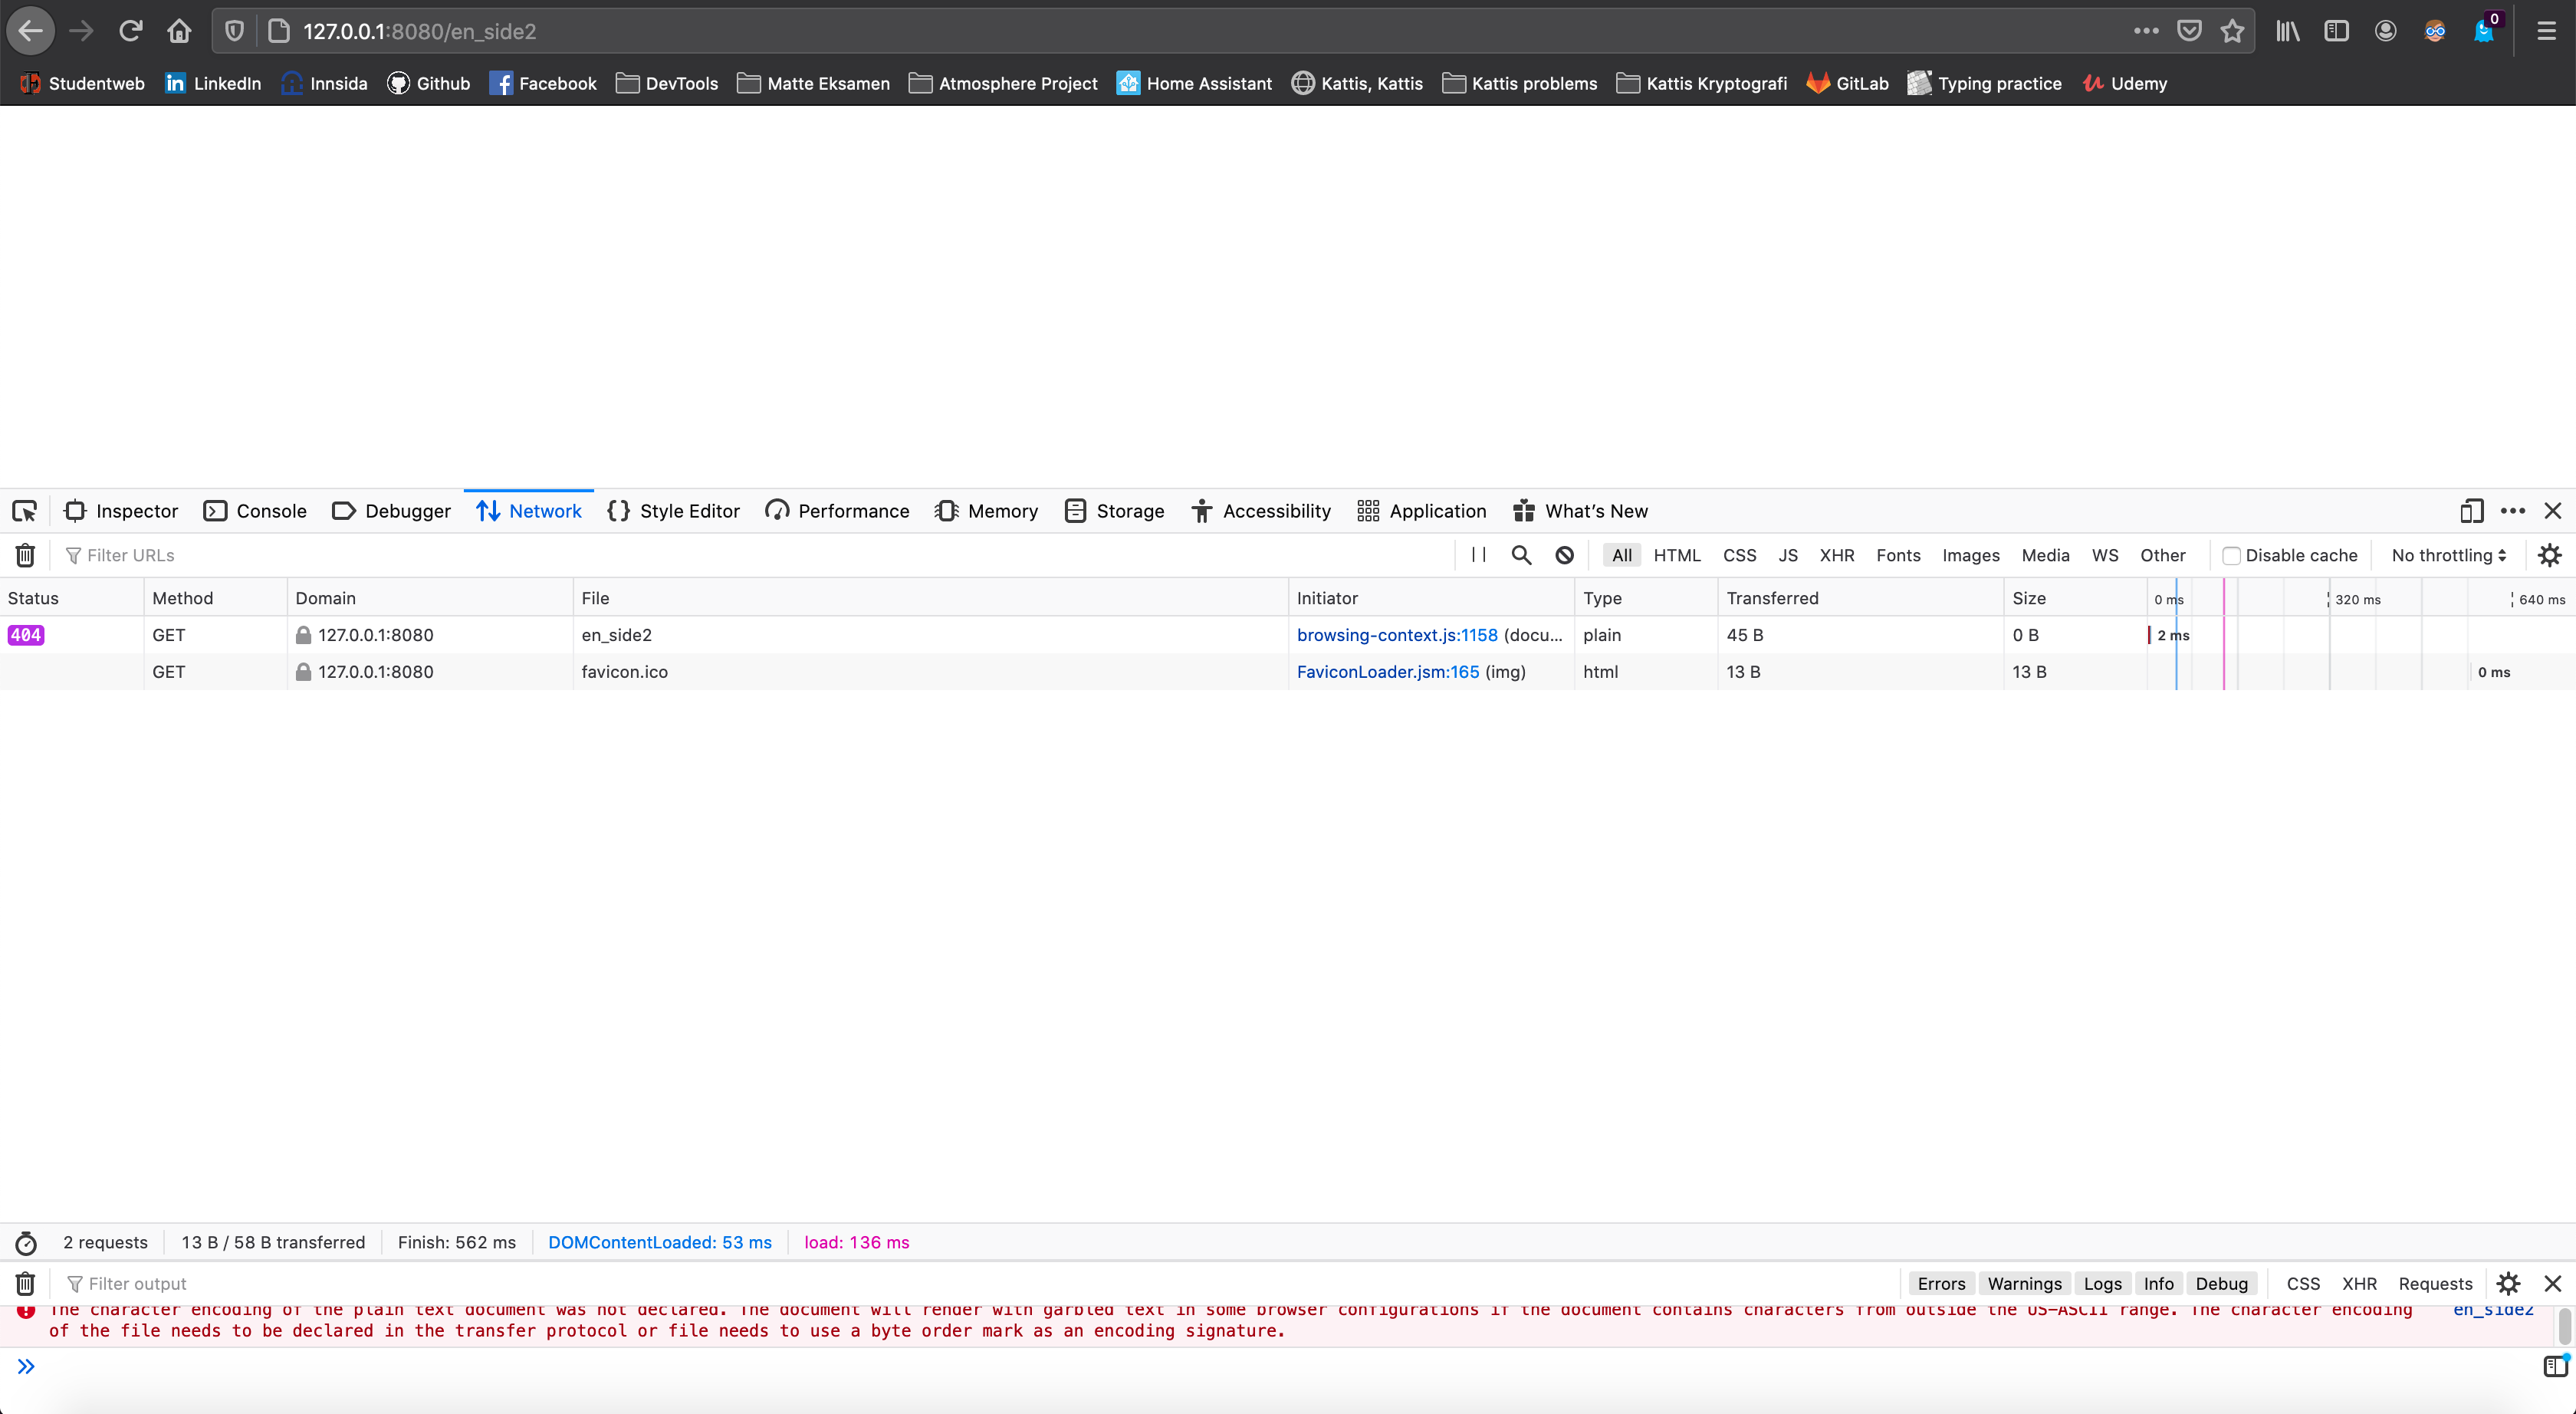 127.0.0.1:8080/en_side2
0
Studentweb LinkedIn Innsida Github Facebook DevTools Matte Eksamen Atmosphere Project Home Assistant Kattis, Kattis Kattis problems Kattis Kryptografi GitLab Typing practice Udemy
Inspector Console Debugger Network Style Editor Performance Memory Storage Accessibility Application What's New
Filter URLs All HTML CSS JS XHR Fonts Images Media WS Other Disable cache No throttling
Status Method Domain File Initiator Type Transferred Size 0 ms 320 ms 640 ms
404 GET 127.0.0.1:8080 en_side2 browsing-context.js:1158 (docu... plain 45 B 0 B 2 ms
GET 127.0.0.1:8080 favicon.ico FaviconLoader.jsm:165 (img) html 13 B 13 B 0 ms
2 requests 13 B / 58 B transferred Finish: 562 ms DOMContentLoaded: 53 ms load: 136 ms
Filter output Errors Warnings Logs Info Debug CSS XHR Requests
The character encoding of the plain text document was not declared. The document will render with garbled text in some browser configurations if the document contains characters from outside the US-ASCII range. The character encoding en_side2
of the file needs to be declared in the transfer protocol or file needs to use a byte order mark as an encoding signature.